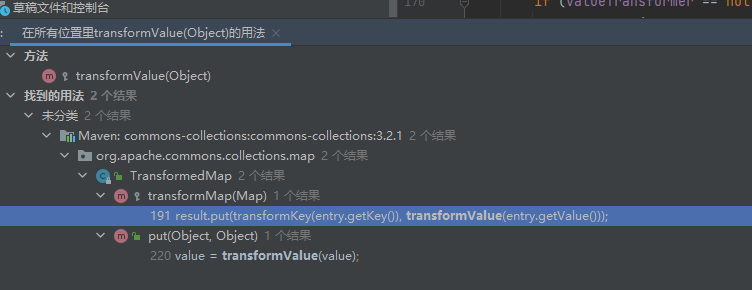 草稿文件和控制台
170 if (valueTransformer ==
在所有位置里transformValue(Object)的用法
方法
transformValue(Object)
找到的用法 2 个结果
未分类 2 个结果
Maven: commons-collections:commons-collections:3.2.1 2 个结果
org.apache.commons.collections.map 2 个结果
TransformedMap 2 个结果
transformMap(Map) 1 个结果
191 result.put(transformKey(entry.getKey()), transformValue(entry.getValue()));
put(Object, Object) 1 个结果
220 value = transformValue(value);